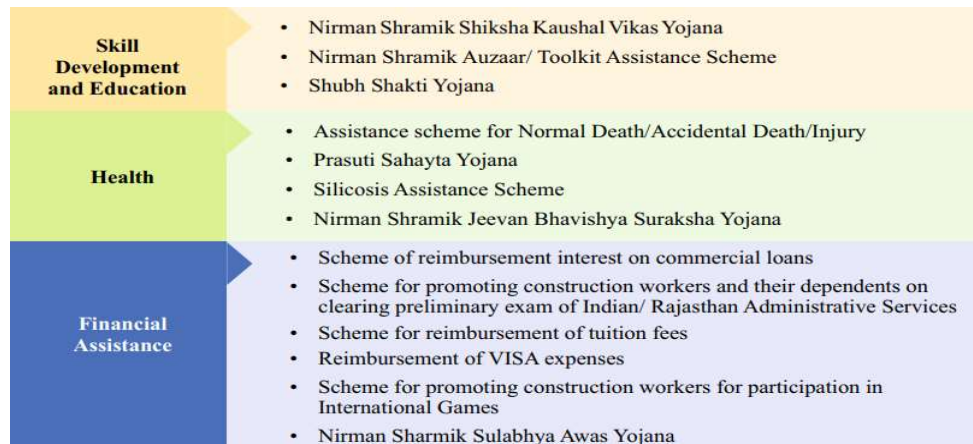 Skill
Development
and Education
• Nirman Shramik Shiksha Kaushal Vikas Yojana
• Nirman Shramik Auzaar/ Toolkit Assistance Scheme
• Shubh Shakti Yojana
Health
• Assistance scheme for Normal Death/Accidental Death/Injury
• Prasuti Sahayta Yojana
• Silicosis Assistance Scheme
• Nirman Shramik Jeevan Bhavishya Suraksha Yojana
Financial
Assistance
• Scheme of reimbursement interest on commercial loans
• Scheme for promoting construction workers and their dependents on
clearing preliminary exam of Indian/ Rajasthan Administrative Services
• Scheme for reimbursement of tuition fees
• Reimbursement of VISA expenses
• Scheme for promoting construction workers for participation in
International Games
• Nirman Sharmik Sulabhya Awas Yojana